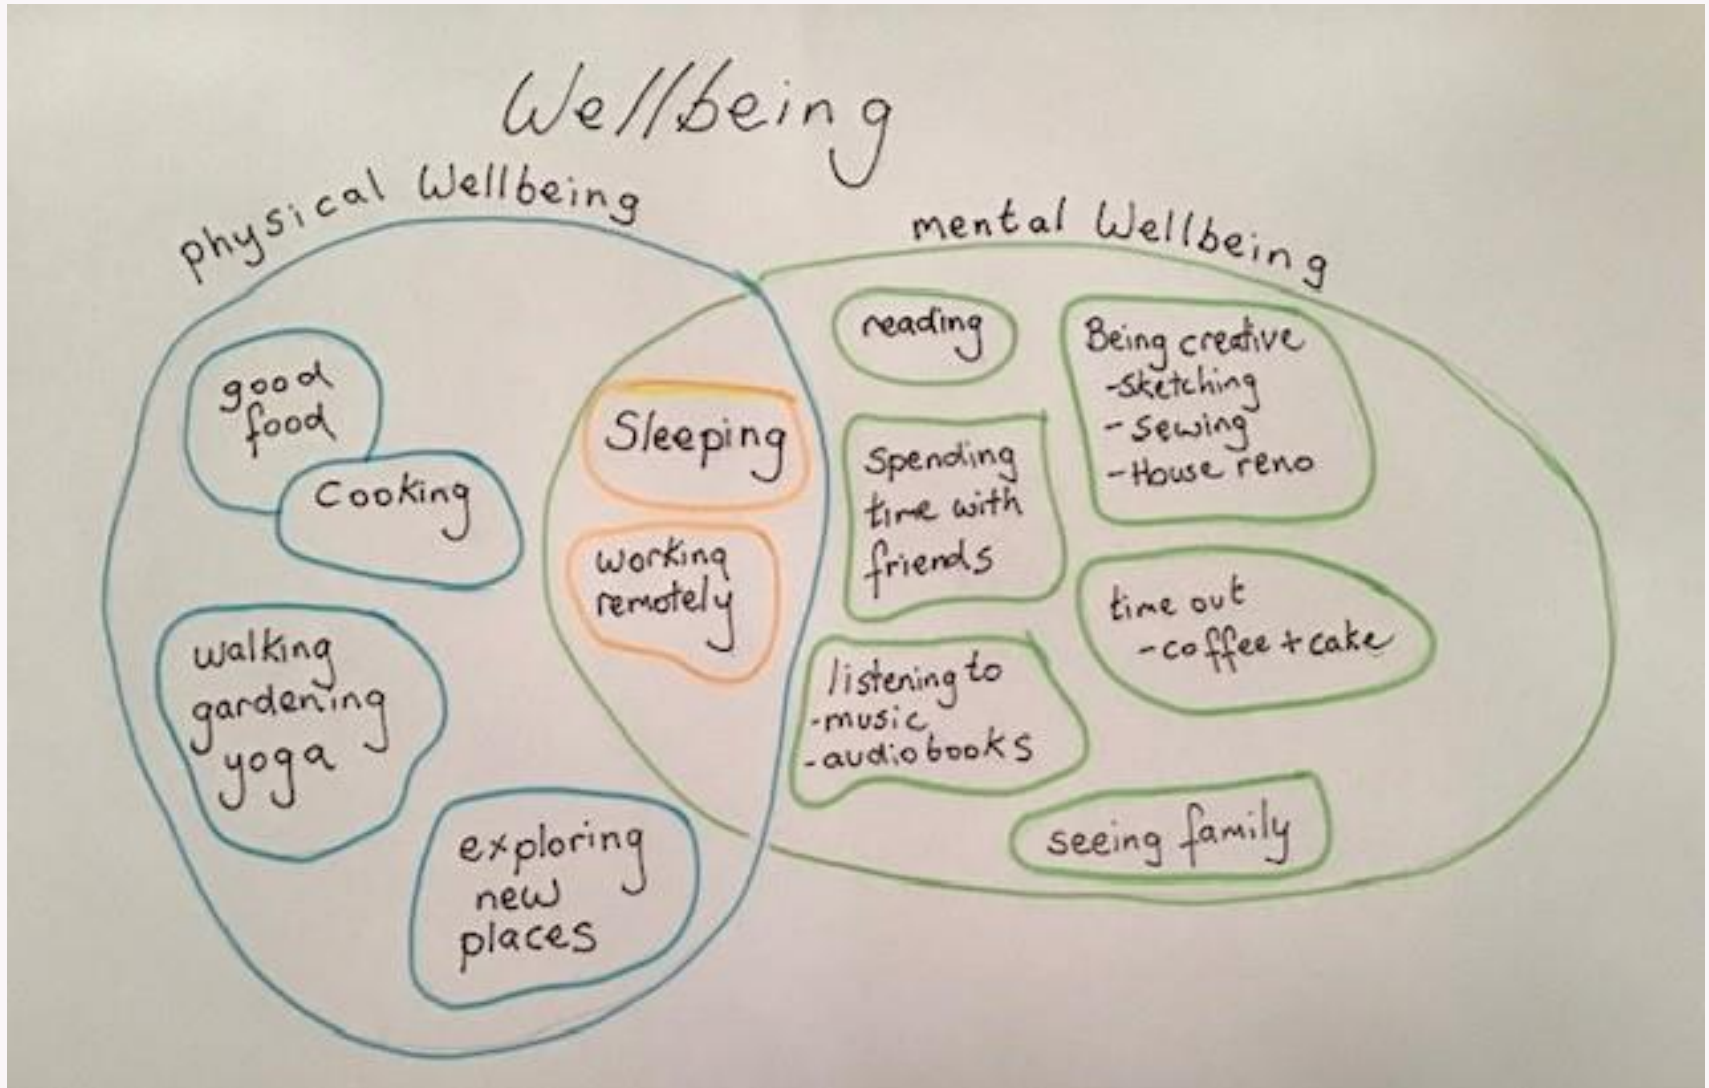 Wellbeing
physical Wellbeing
good
food
Cooking
walking
gardening
yoga
exploring
new
places
Sleeping
working
remotely
mental Wellbeing
reading
Being creative
-sketching
- sewing
- House reno
Spending
time with
friends
time out
- coffee + cake
listening to
- music
- audiobooks
seeing family